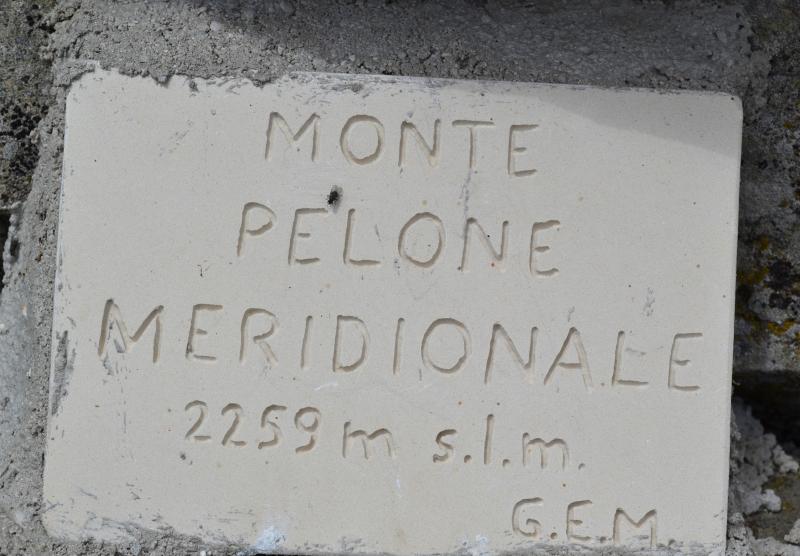 MONTE
PELONE
MERIDIONALE
2259 m s.l.m.
G.E.M.